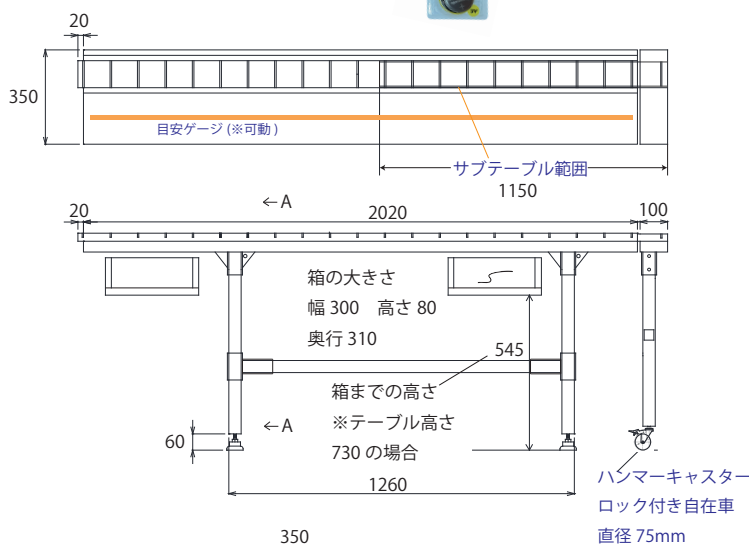 20
350
目安ゲージ (※可動 )
サブテーブル範囲
1150
←A
20
2020
100
箱の大きさ
幅 300 高さ 80
奥行 310
545
箱までの高さ
※テーブル高さ
730 の場合
←A
60
1260
ハンマーキャスター
ロック付き自在車
直径 75mm
350